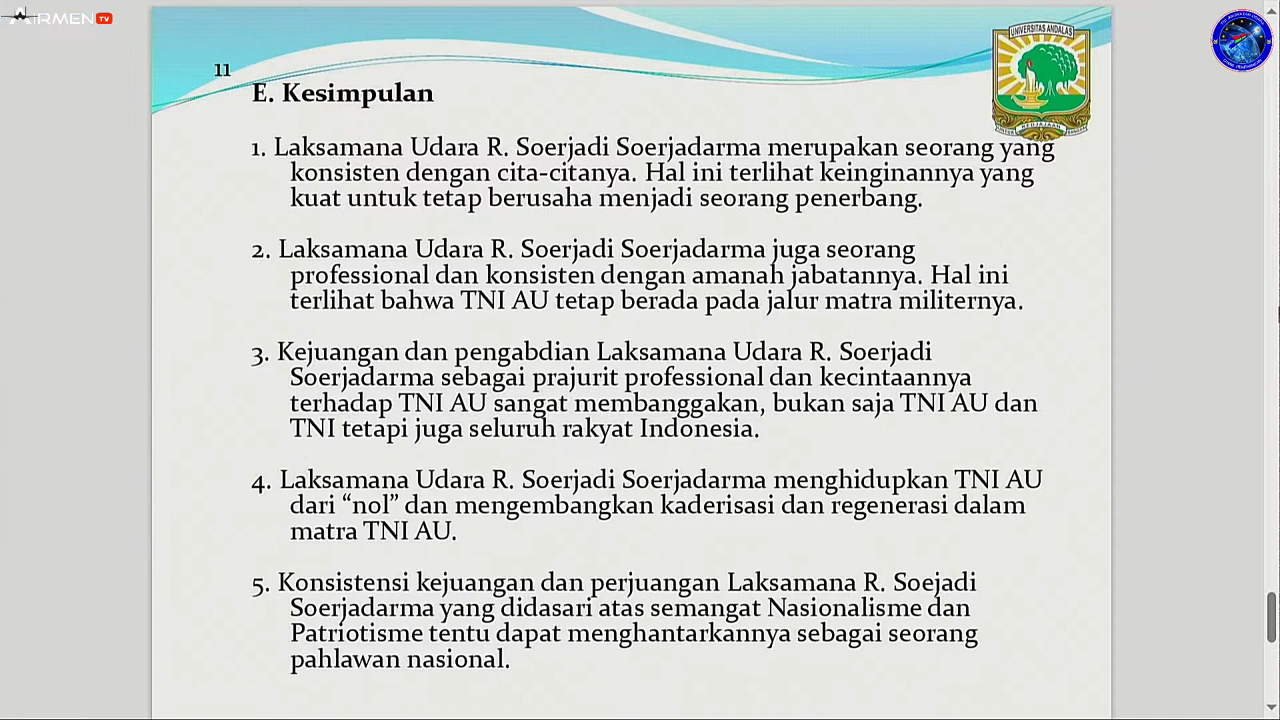 AIRMEN TV
11
UNIVERSITAS ANDALAS
E. Kesimpulan
1. Laksamana Udara R. Soerjadi Soerjadarma merupakan seorang yang
konsisten dengan cita-citanya. Hal ini terlihat keinginannya yang
kuat untuk tetap berusaha menjadi seorang penerbang.
2. Laksamana Udara R. Soerjadi Soerjadarma juga seorang
professional dan konsisten dengan amanah jabatannya. Hal ini
terlihat bahwa TNI AU tetap berada pada jalur matra militernya.
3. Kejuangan dan pengabdian Laksamana Udara R. Soerjadi
Soerjadarma sebagai prajurit professional dan kecintaannya
terhadap TNI AU sangat membanggakan, bukan saja TNI AU dan
TNI tetapi juga seluruh rakyat Indonesia.
4. Laksamana Udara R. Soerjadi Soerjadarma menghidupkan TNI AU
dari “nol” dan mengembangkan kaderisasi dan regenerasi dalam
matra TNI AU.
5. Konsistensi kejuangan dan perjuangan Laksamana R. Soejadi
Soerjadarma yang didasari atas semangat Nasionalisme dan
Patriotisme tentu dapat menghantarkannya sebagai seorang
pahlawan nasional.